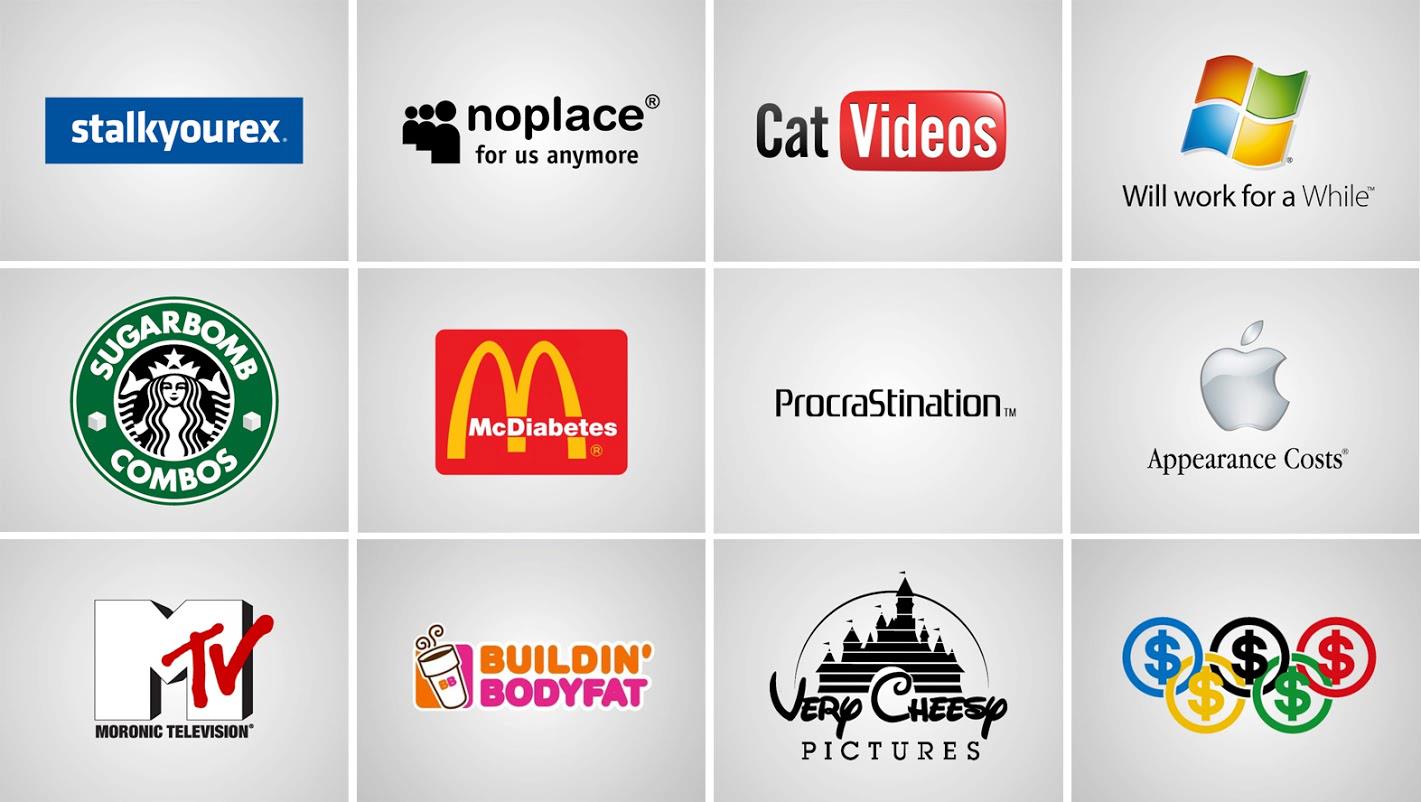 stalkyourex®
noplace®
for us anymore
Cat Videos
®
Will work for a While™
SUGARBOMB
COMBOS
McDiabetes
®
ProcraStination™
Appearance Costs®
MTV
MORONIC TELEVISION®
BB
BUILDIN'
BODYFAT
VERY CHEESY
PICTURES
$ $ $
$ $